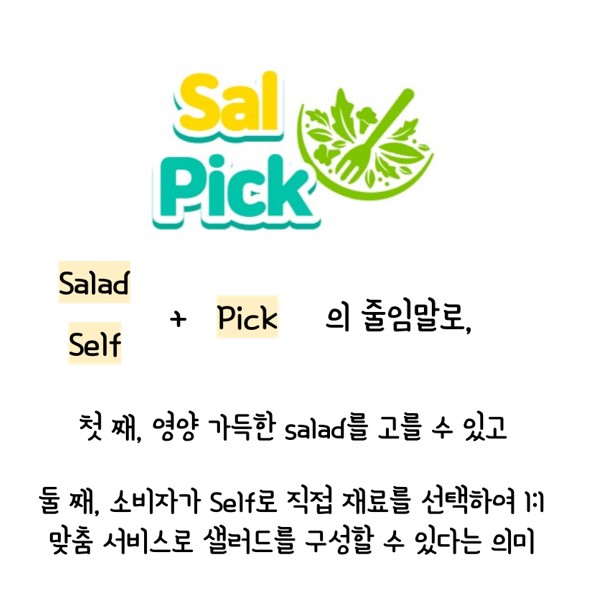 Sal
Pick
Salad
Self
+ Pick 의 줄임말로,
첫 째, 영양 가득한 salad를 고를 수 있고
둘 째, 소비자가 Self로 직접 재료를 선택하여 1:1
맞춤 서비스로 샐러드를 구성할 수 있다는 의미